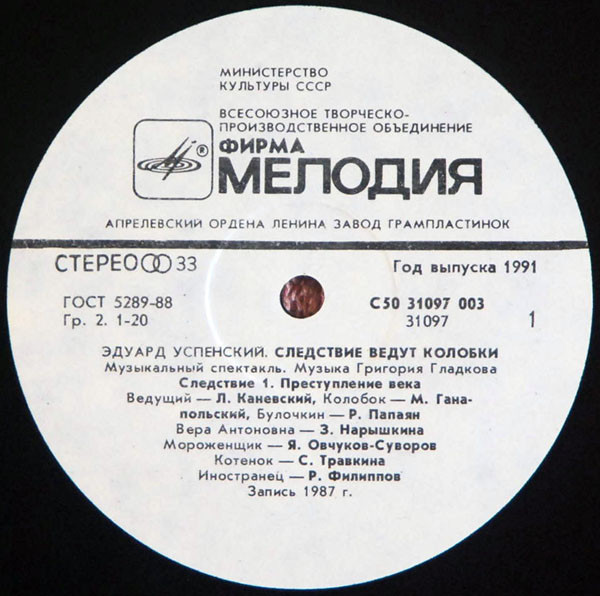 МИНИСТЕРСТВО
КУЛЬТУРЫ СССР
ВСЕСОЮЗНОЕ ТВОРЧЕСКО-
ПРОИЗВОДСТВЕННОЕ ОБЪЕДИНЕНИЕ
ФИРМА
® МЕЛОДИЯ
АПРЕЛЕВСКИЙ ОРДЕНА ЛЕНИНА ЗАВОД ГРАМПЛАСТИНОК
СТЕРЕО 33 Год выпуска 1991
ГОСТ 5289-88 С50 31097 003
Гр. 2. 1-20 31097 1
ЭДУАРД УСПЕНСКИЙ. СЛЕДСТВИЕ ВЕДУТ КОЛОБКИ
Музыкальный спектакль. Музыка Григория Гладкова
Следствие 1. Преступление века
Ведущий — Л. Каневский, Колобок — М. Гана-
польский, Булочкин — Р. Папаян
Вера Антоновна — З. Нарышкина
Мороженщик — Я. Овчуков-Суворов
Котенок — С. Травкина
Иностранец — Р. Филиппов
Запись 1987 г.